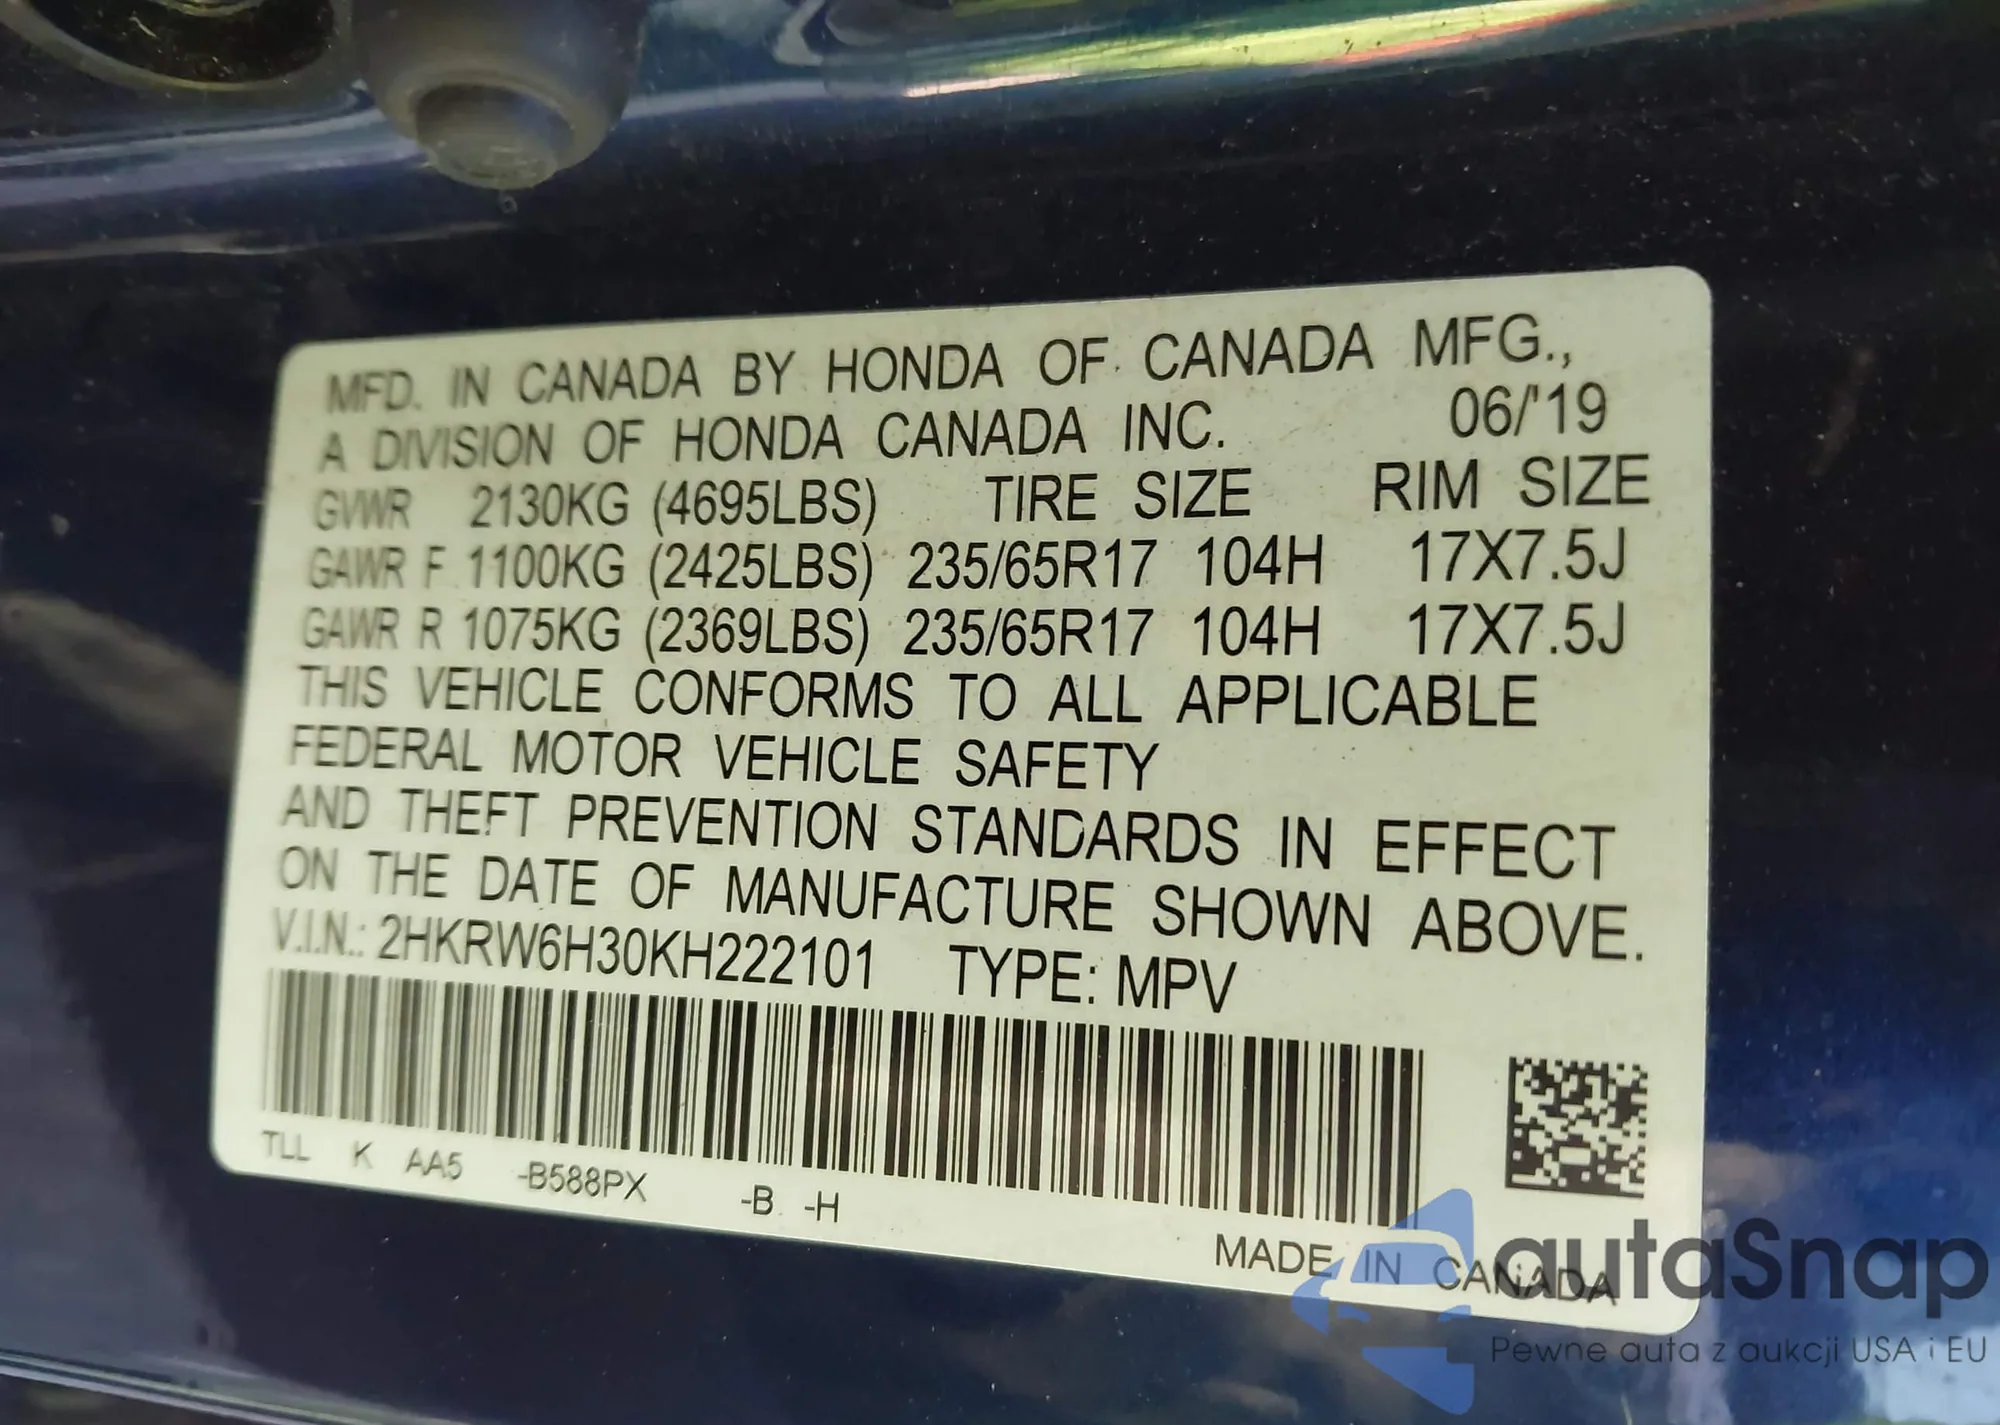 MFD. IN CANADA BY HONDA OF CANADA MFG.,
A DIVISION OF HONDA CANADA INC. 06/'19
GVWR 2130KG (4695LBS) TIRE SIZE RIM SIZE
GAWR F 1100KG (2425LBS) 235/65R17 104H 17X7.5J
GAWR R 1075KG (2369LBS) 235/65R17 104H 17X7.5J
THIS VEHICLE CONFORMS TO ALL APPLICABLE
FEDERAL MOTOR VEHICLE SAFETY
AND THEFT PREVENTION STANDARDS IN EFFECT
ON THE DATE OF MANUFACTURE SHOWN ABOVE.
V.I.N.: 2HKRW6H30KH222101 TYPE: MPV
TLL K AA5 -B588PX -B -H
MADE IN CANADA
autaSnap
Pewne auta z aukcji USA i EU